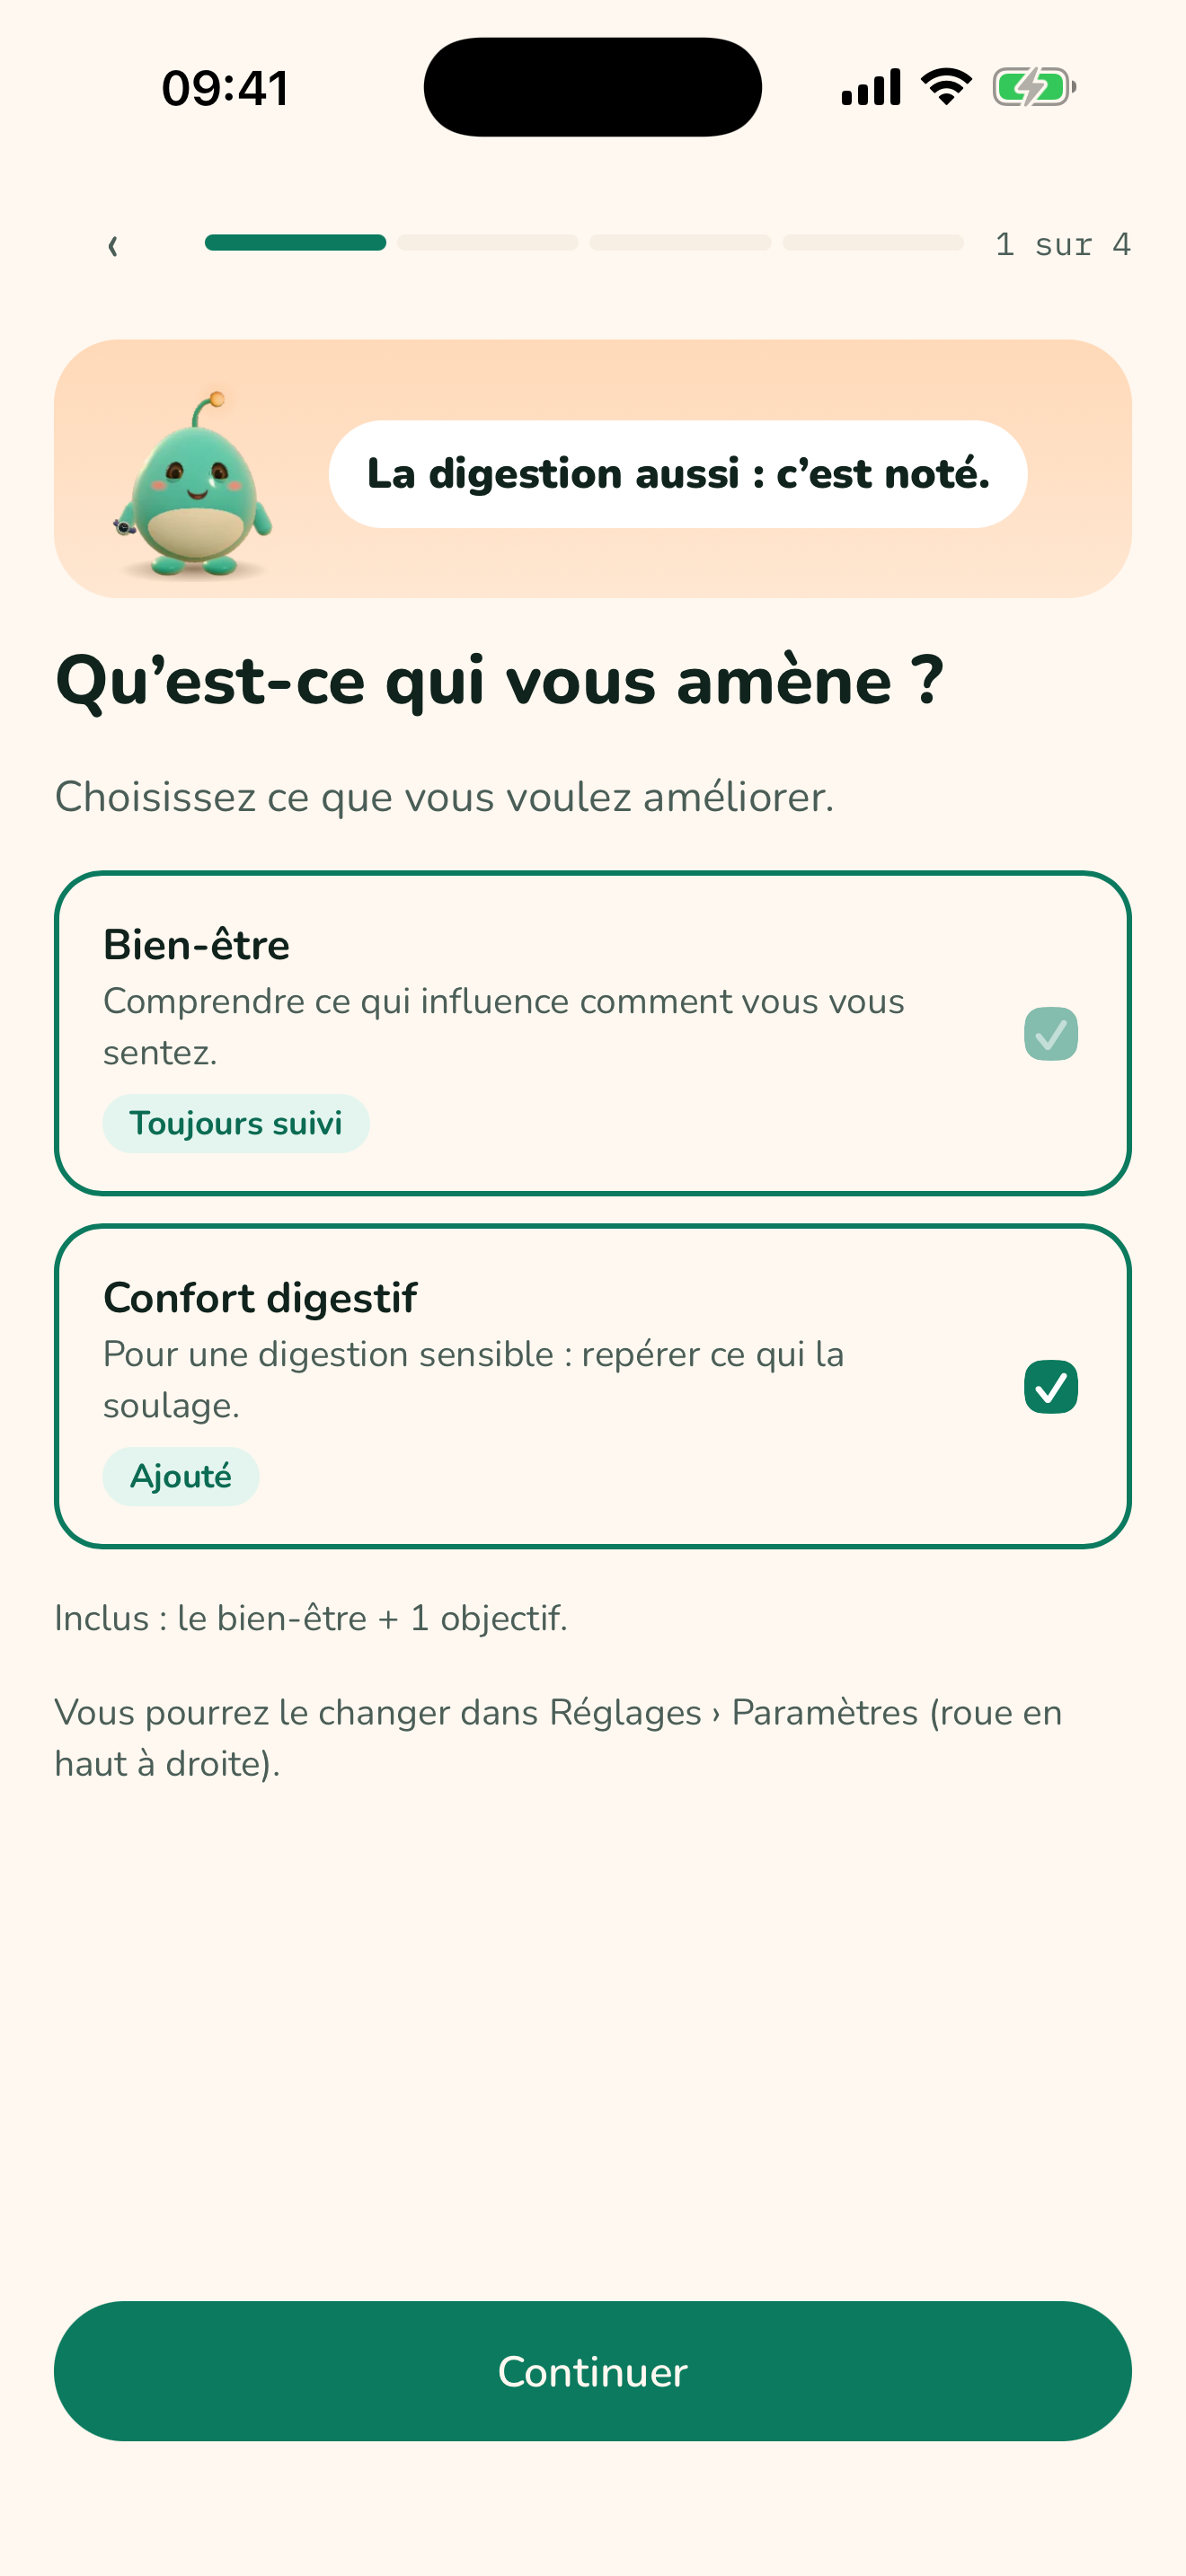 09:41
‹
1 sur 4
La digestion aussi : c’est noté.
Qu’est-ce qui vous amène ?
Choisissez ce que vous voulez améliorer.
Bien-être
Comprendre ce qui influence comment vous vous
sentez.
Toujours suivi
Confort digestif
Pour une digestion sensible : repérer ce qui la
soulage.
Ajouté
Inclus : le bien-être + 1 objectif.
Vous pourrez le changer dans Réglages › Paramètres (roue en
haut à droite).
Continuer